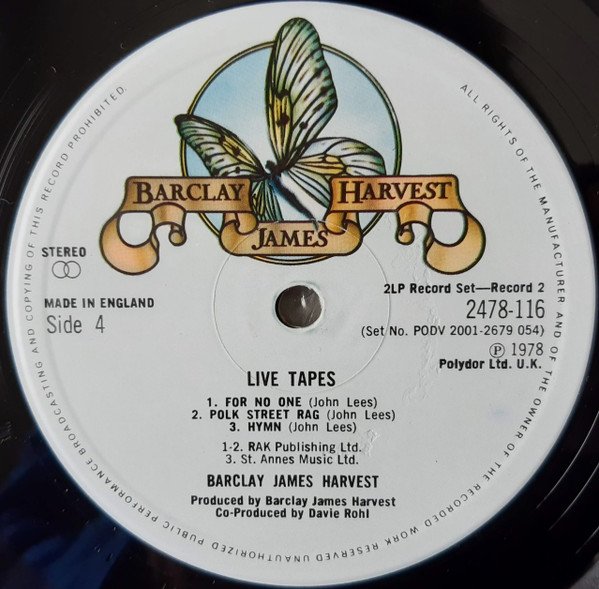 BARCLAY
JAMES
HARVEST
STEREO
MADE IN ENGLAND
Side 4
2LP Record Set—Record 2
2478-116
(Set No. PODV 2001-2679 054)
Ⓟ 1978
Polydor Ltd. U.K.
LIVE TAPES
1. FOR NO ONE (John Lees)
2. POLK STREET RAG (John Lees)
3. HYMN (John Lees)
1-2. RAK Publishing Ltd.
3. St. Annes Music Ltd.
BARCLAY JAMES HARVEST
Produced by Barclay James Harvest
Co-Produced by Davie Rohl
ALL RIGHTS OF THE MANUFACTURER AND OF THE OWNER OF THE RECORDED WORK RESERVED UNAUTHORIZED PUBLIC PERFORMANCE BROADCASTING AND COPYING OF THIS RECORD PROHIBITED.